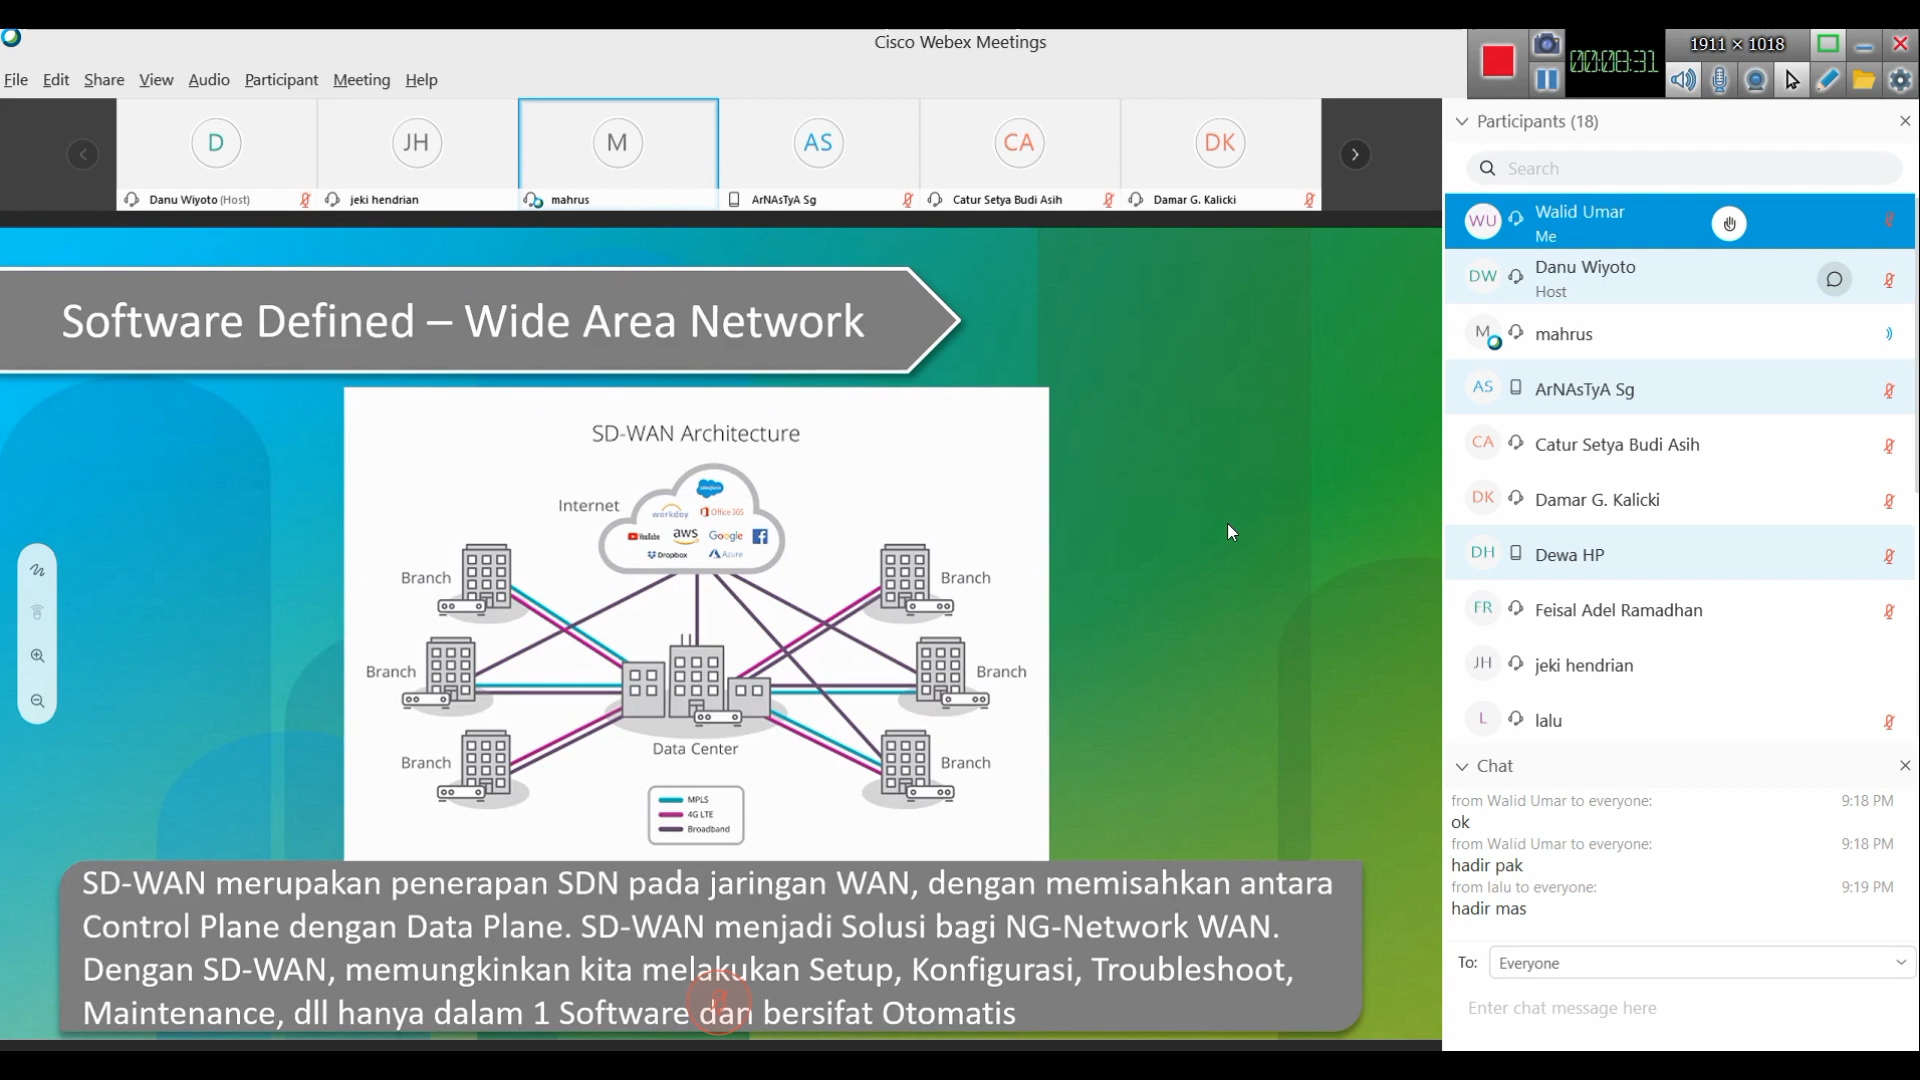 Cisco Webex Meetings
1911 × 1018
00:08:31
File Edit Share View Audio Participant Meeting Help
D
JH
M
AS
CA
DK
Danu Wiyoto (Host)
jeki hendrian
mahrus
ArNAsTyA Sg
Catur Setya Budi Asih
Damar G. Kalicki
Software Defined – Wide Area Network
SD-WAN Architecture
Internet
salesforce
workday
Office 365
YouTube
aws
Google
Dropbox
Azure
Branch
Branch
Branch
Branch
Branch
Branch
Data Center
MPLS
4G LTE
Broadband
SD-WAN merupakan penerapan SDN pada jaringan WAN, dengan memisahkan antara
Control Plane dengan Data Plane. SD-WAN menjadi Solusi bagi NG-Network WAN.
Dengan SD-WAN, memungkinkan kita melakukan Setup, Konfigurasi, Troubleshoot,
Maintenance, dll hanya dalam 1 Software dan bersifat Otomatis
Participants (18)
Search
WU
Walid Umar
Me
DW
Danu Wiyoto
Host
M
mahrus
AS
ArNAsTyA Sg
CA
Catur Setya Budi Asih
DK
Damar G. Kalicki
DH
Dewa HP
FR
Feisal Adel Ramadhan
JH
jeki hendrian
L
lalu
Chat
from Walid Umar to everyone: 9:18 PM
ok
from Walid Umar to everyone: 9:18 PM
hadir pak
from lalu to everyone: 9:19 PM
hadir mas
To: Everyone
Enter chat message here